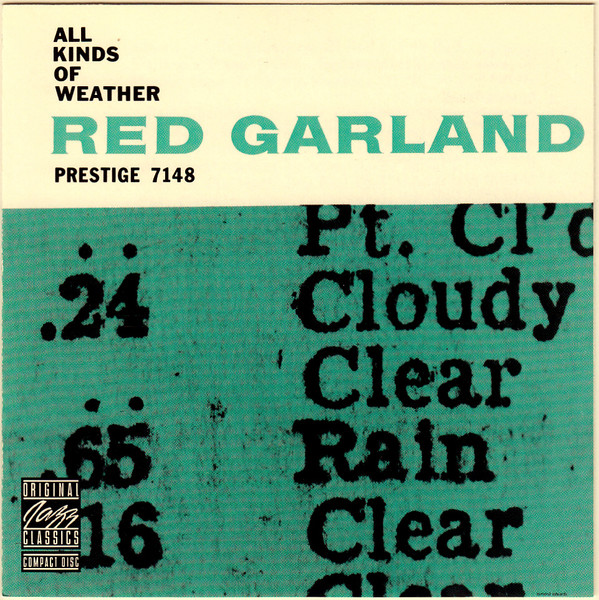 ALL
KINDS
OF
WEATHER
RED GARLAND
PRESTIGE 7148
Pt. Cl'd
.. Cloudy
.24 Clear
.. Rain
.65 Clear
16 Clear
ORIGINAL
Jazz
CLASSICS
COMPACT DISC